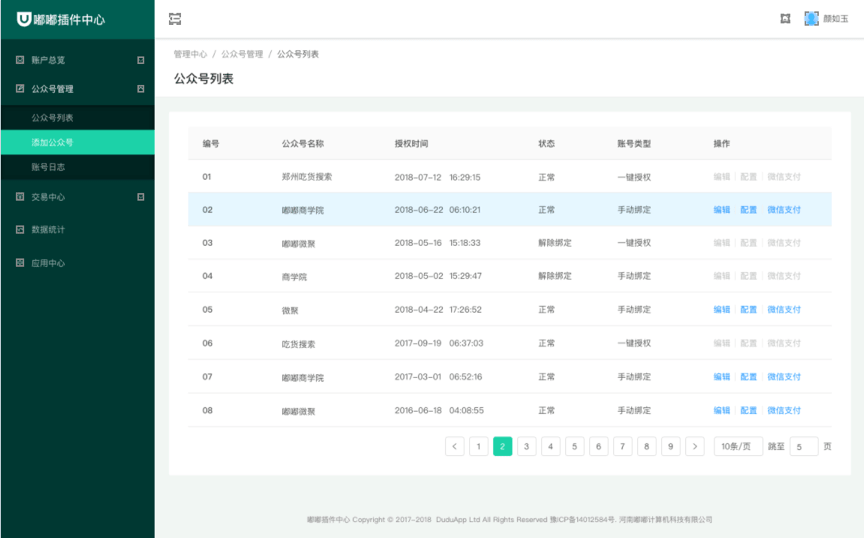 嘟嘟插件中心
颜如玉
账户总览
公众号管理
公众号列表
添加公众号
账号日志
交易中心
数据统计
应用中心
管理中心 / 公众号管理 / 公众号列表
公众号列表
编号 公众号名称 授权时间 状态 账号类型 操作
01 郑州吃货搜索 2018-07-12 16:29:15 正常 一键授权 编辑 配置 微信支付
02 嘟嘟商学院 2018-06-22 06:10:21 正常 手动绑定 编辑 配置 微信支付
03 嘟嘟微聚 2018-05-16 15:18:33 解除绑定 一键授权 编辑 配置 微信支付
04 商学院 2018-05-02 15:29:47 解除绑定 手动绑定 编辑 配置 微信支付
05 微聚 2018-04-22 17:26:52 正常 手动绑定 编辑 配置 微信支付
06 吃货搜索 2017-09-19 06:37:03 正常 一键授权 编辑 配置 微信支付
07 嘟嘟商学院 2017-03-01 06:52:16 正常 手动绑定 编辑 配置 微信支付
08 嘟嘟微聚 2016-06-18 04:08:55 正常 手动绑定 编辑 配置 微信支付
< 1 2 3 4 5 6 7 8 9 > 10条/页 跳至 5 页
嘟嘟插件中心 Copyright © 2017-2018 DuduApp Ltd All Rights Reserved 豫ICP备14012584号. 河南嘟嘟计算机科技有限公司